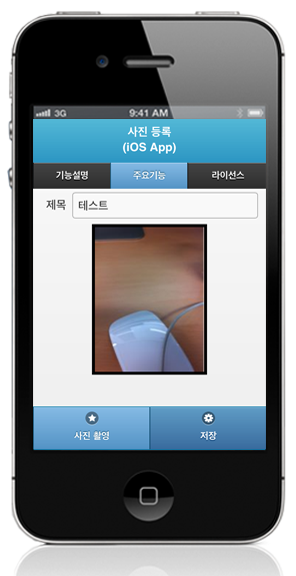 3G 9:41 AM
사진 등록
(iOS App)
기능설명 주요기능 라이선스
제목 테스트
사진 촬영 저장